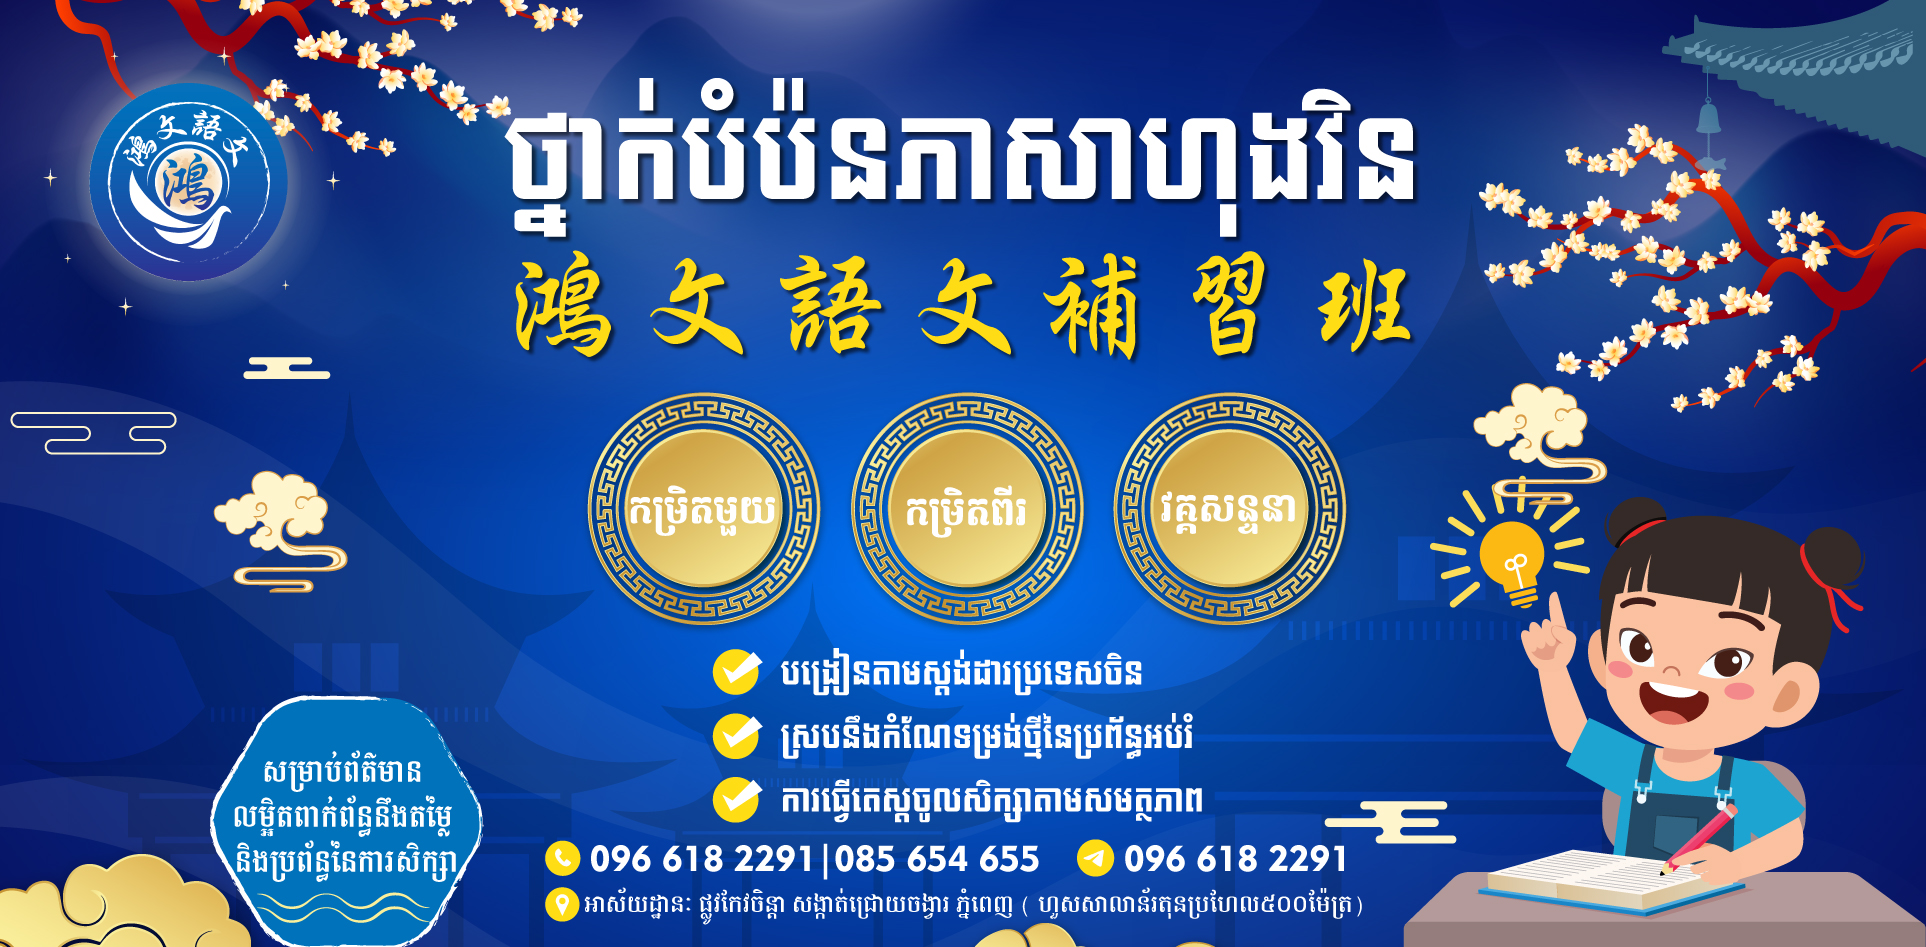 鴻文語文
鴻
ថ្នាក់បំប៉នភាសាហុងវិន
鴻文語文補習班
កម្រិតមួយ
កម្រិតពីរ
វគ្គសន្ទនា
បង្រៀនតាមស្តង់ដារប្រទេសចិន
ស្របនឹងកំណែទម្រង់ថ្មីនៃប្រព័ន្ធអប់រំ
ការធ្វើតេស្តចូលសិក្សាតាមសមត្ថភាព
សម្រាប់ព័ត៌មាន
លម្អិតពាក់ព័ន្ធនឹងតម្លៃ
និងប្រព័ន្ធនៃការសិក្សា
096 618 2291|085 654 655 096 618 2291
អាស័យដ្ឋានៈ ផ្លូវកែវចិន្តា សង្កាត់ជ្រោយចង្វារ ភ្នំពេញ ( ហួសសាលាន័រតុនប្រហែល៥០០ម៉ែត្រ)